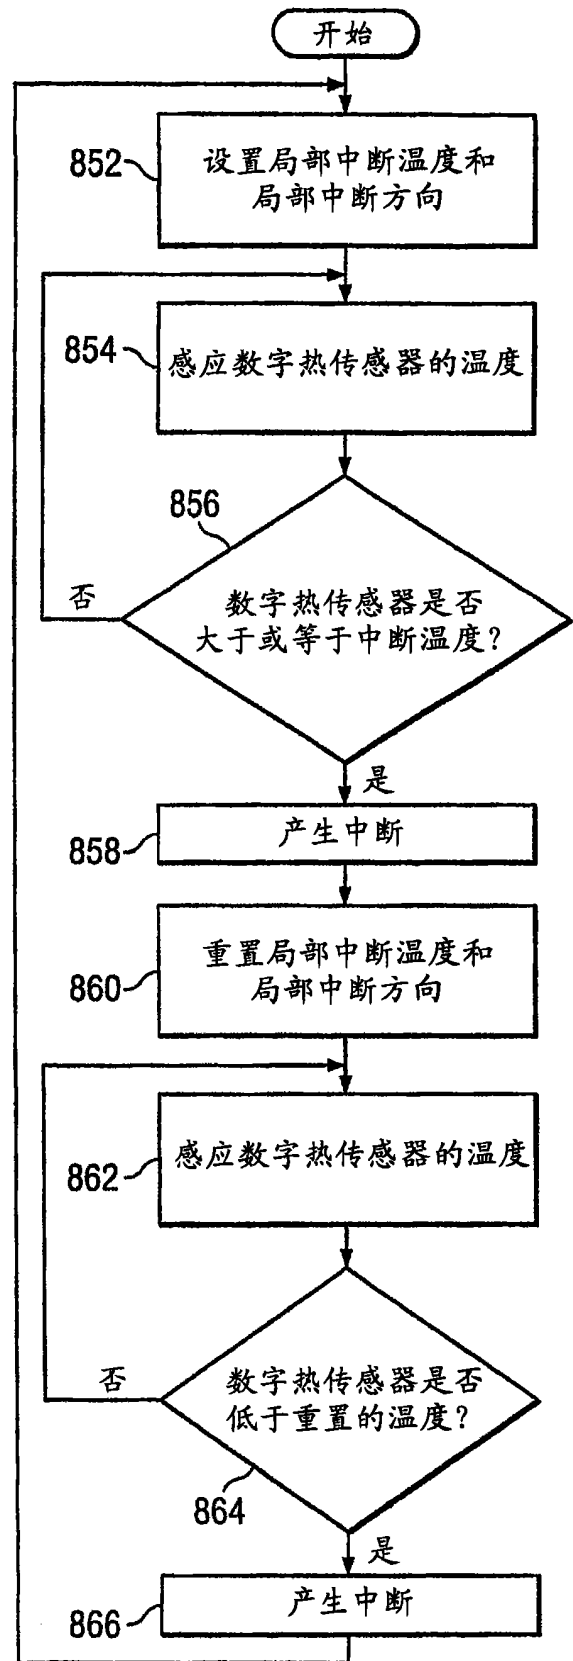 开始
852
设置局部中断温度和
局部中断方向
854
感应数字热传感器的温度
856
否
数字热传感器是否
大于或等于中断温度?
是
858
产生中断
860
重置局部中断温度和
局部中断方向
862
感应数字热传感器的温度
否
数字热传感器是否
低于重置的温度?
864
是
866
产生中断